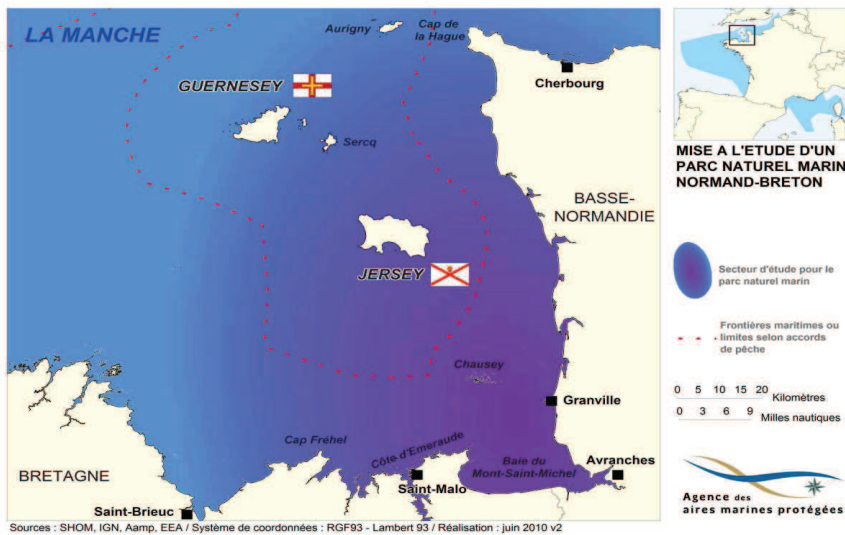 LA MANCHE
Aurigny
Cap de
la Hague
GUERNESEY
Cherbourg
Sercq
BASSE-
NORMANDIE
JERSEY
Chausey
Granville
Cap Fréhel
Côte d'Emeraude
Baie du
Mont-Saint-Michel
Avranches
BRETAGNE
Saint-Malo
Saint-Brieuc
Sources : SHOM, IGN, Aamp, EEA / Système de coordonnées : RGF93 - Lambert 93 / Réalisation : juin 2010 v2
MISE A L'ETUDE D'UN
PARC NATUREL MARIN
NORMAND-BRETON
Secteur d'étude pour le
parc naturel marin
Frontières maritimes ou
limites selon accords
de pêche
0 5 10 15 20 Kilomètres
0 3 6 9 Milles nautiques
Agence des
aires marines protégées